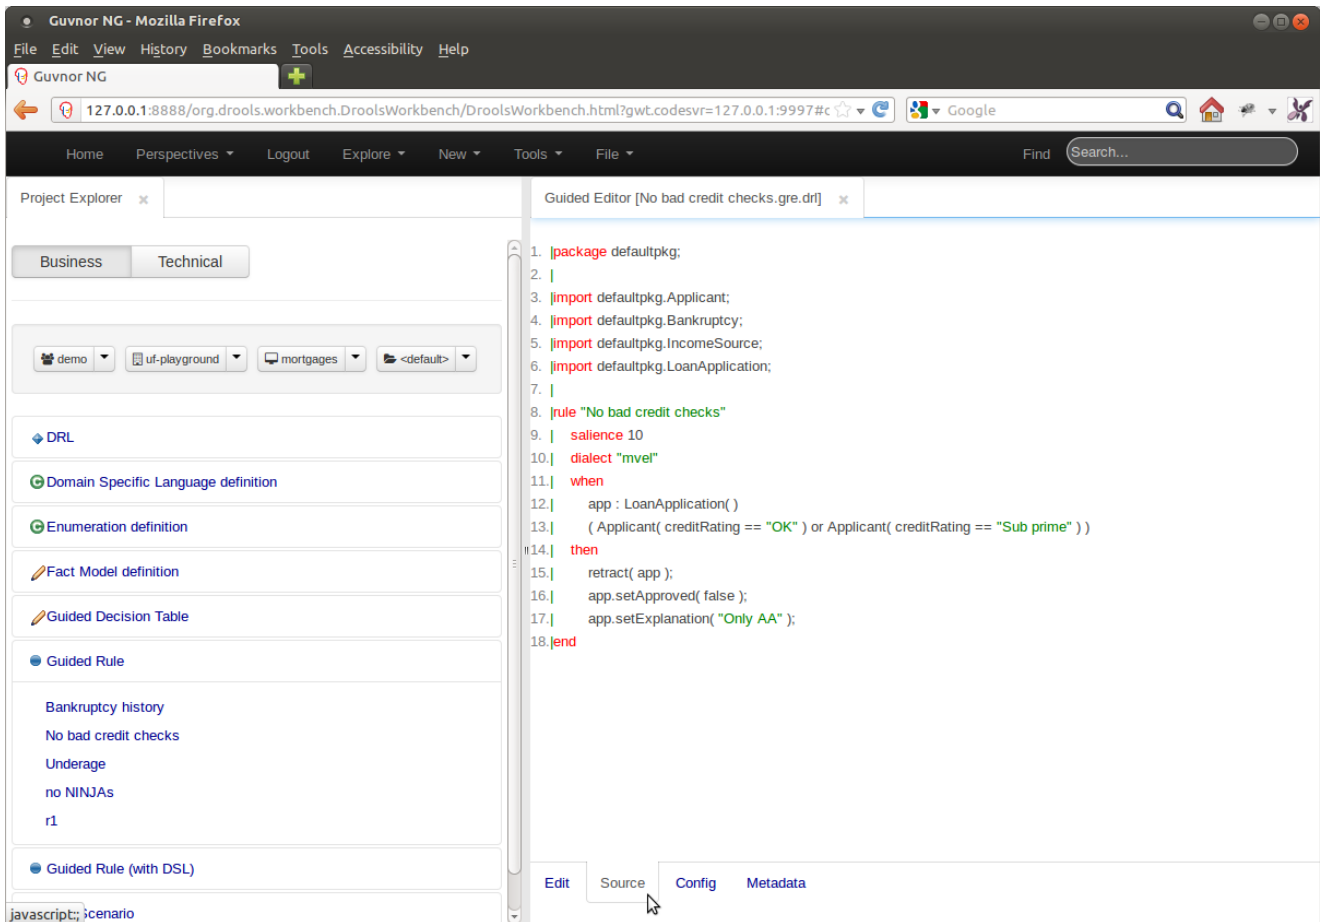 Guvnor NG - Mozilla Firefox
File Edit View History Bookmarks Tools Accessibility Help
Guvnor NG
127.0.0.1:8888/org.drools.workbench.DroolsWorkbench/DroolsWorkbench.html?gwt.codesvr=127.0.0.1:9997#c Google
Home Perspectives Logout Explore New Tools File Find Search...
Project Explorer
Business Technical
demo uf-playground mortgages <default>
DRL
Domain Specific Language definition
Enumeration definition
Fact Model definition
Guided Decision Table
Guided Rule
Bankruptcy history
No bad credit checks
Underage
no NINJAs
r1
Guided Rule (with DSL)
Scenario
javascript:;
Guided Editor [No bad credit checks.gre.drl]
1. |package defaultpkg;
2. |
3. |import defaultpkg.Applicant;
4. |import defaultpkg.Bankruptcy;
5. |import defaultpkg.IncomeSource;
6. |import defaultpkg.LoanApplication;
7. |
8. |rule "No bad credit checks"
9. | salience 10
10.| dialect "mvel"
11.| when
12.| app : LoanApplication( )
13.| ( Applicant( creditRating == "OK" ) or Applicant( creditRating == "Sub prime" ) )
14.| then
15.| retract( app );
16.| app.setApproved( false );
17.| app.setExplanation( "Only AA" );
18.|end
Edit Source Config Metadata